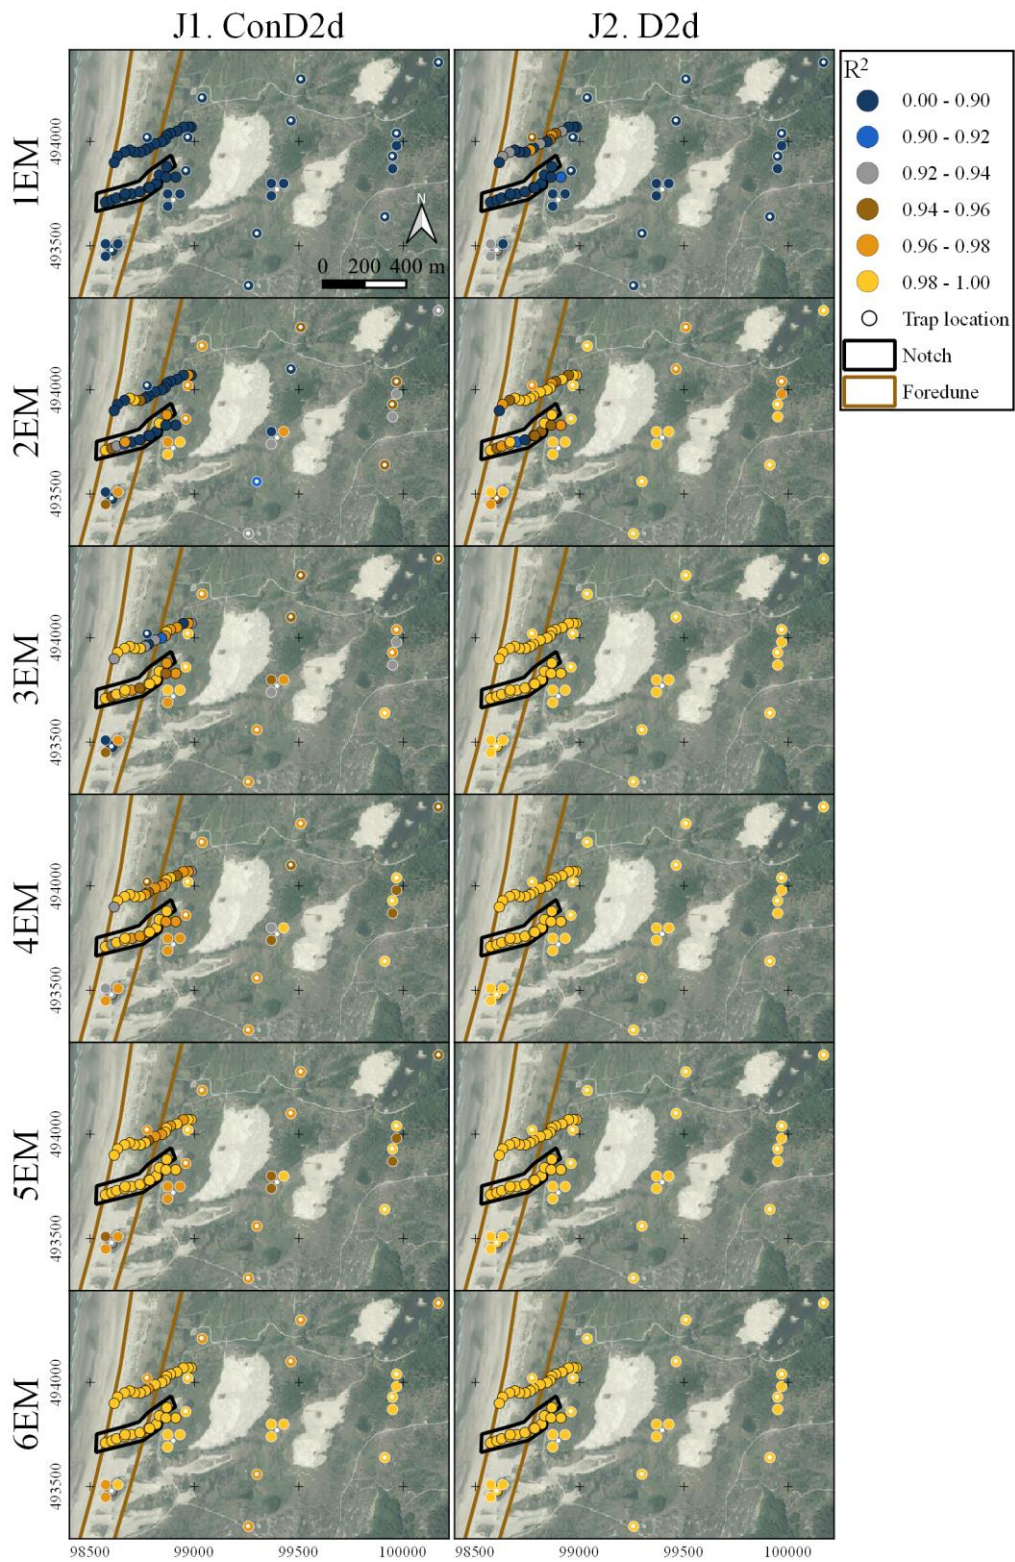 J1. ConD2d
J2. D2d
R²
0.00 - 0.90
0.90 - 0.92
0.92 - 0.94
0.94 - 0.96
0.96 - 0.98
0.98 - 1.00
Trap location
Notch
Foredune
1EM
494000
493500
N
0 200 400 m
2EM
494000
493500
3EM
494000
493500
4EM
494000
493500
5EM
494000
493500
6EM
494000
493500
98500 99000 99500 100000
98500 99000 99500 100000